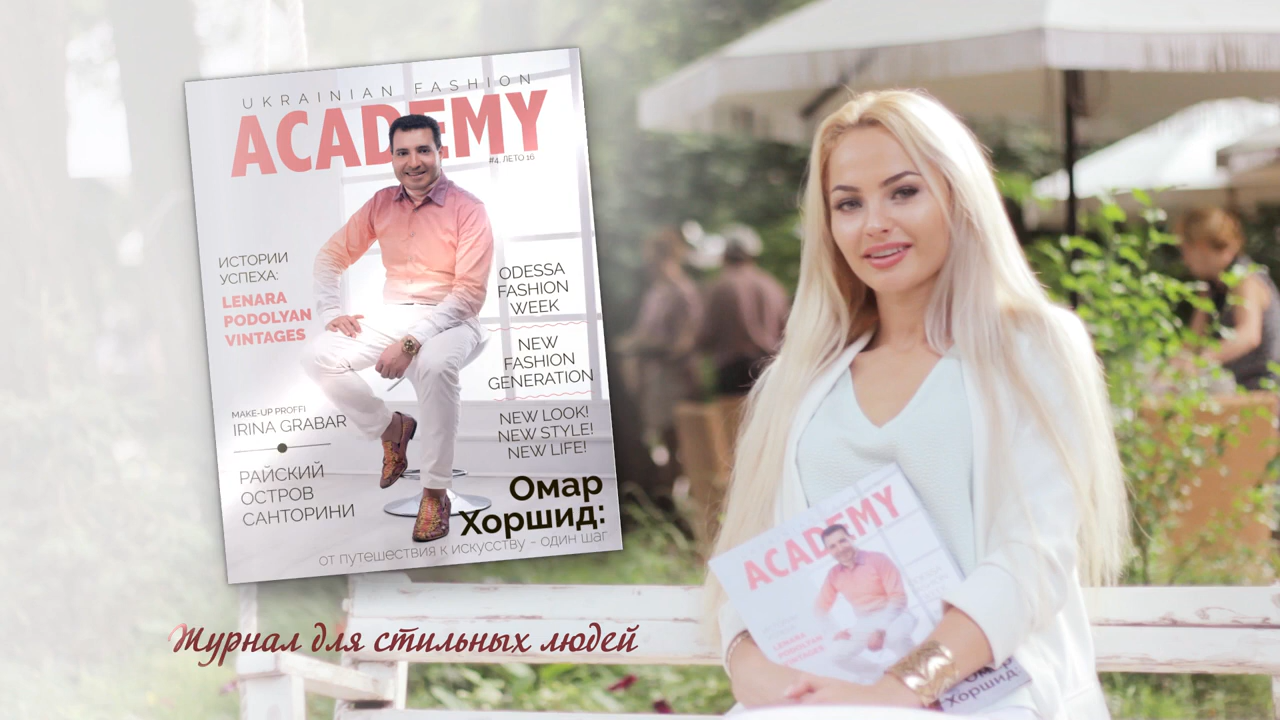 UKRAINIAN FASHION
ACADEMY
#4. ЛЕТО 16
ИСТОРИИ
УСПЕХА:
LENARA
PODOLYAN
VINTAGES
MAKE-UP PROFFI
IRINA GRABAR
РАЙСКИЙ
ОСТРОВ
САНТОРИНИ
ODESSA
FASHION
WEEK
NEW
FASHION
GENERATION
NEW LOOK!
NEW STYLE!
NEW LIFE!
Омар
Хоршид:
от путешествия к искусству - один шаг
Журнал для стильных людей
ACADEMY
LENARA
PODOLYAN
VINTAGES
ODESSA
Омар
Хоршид: